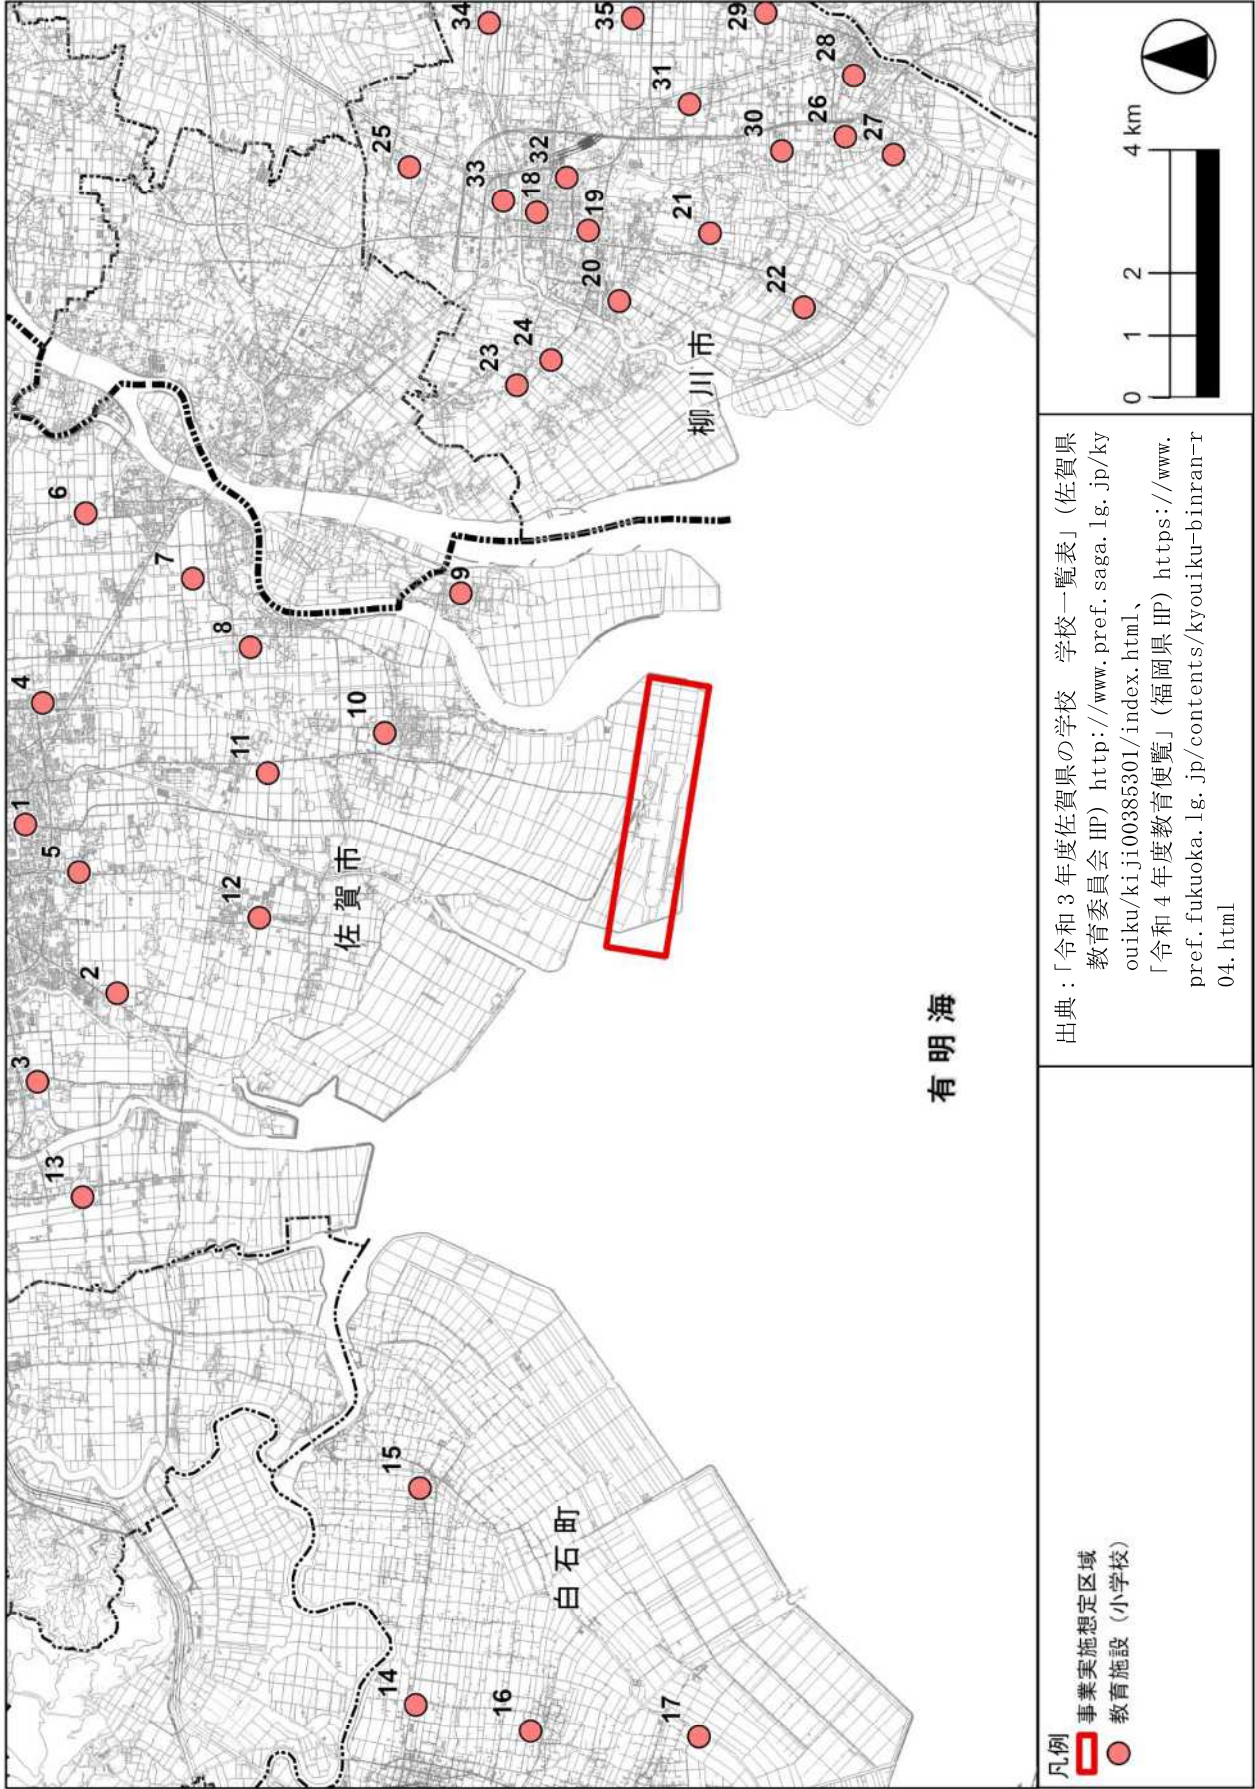 1
2
3
4
5
6
7
8
9
10
11
12
13
14
15
16
17
18
19
20
21
22
23
24
25
26
27
28
29
30
31
32
33
34
35
佐賀市
柳川市
白石町
有明海
凡例
事業実施想定区域
教育施設（小学校）
出典：「令和3年度佐賀県の学校　学校一覧表」（佐賀県
教育委員会HP）http://www.pref.saga.lg.jp/ky
ouiku/kiji00385301/index.html、
「令和4年度教育便覧」（福岡県HP）https://www.
pref.fukuoka.lg.jp/contents/kyouiku-binran-r
04.html
0 1 2 4 km